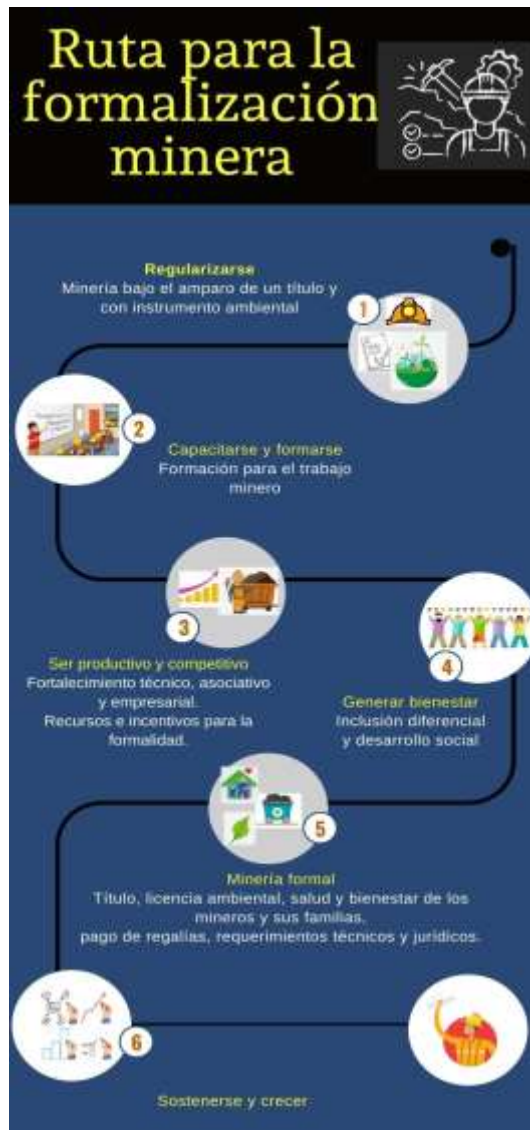 Ruta para la
formalización
minera
Regularizarse
Minería bajo el amparo de un título y
con instrumento ambiental
1
2
Capacitarse y formarse
Formación para el trabajo
minero
3
Ser productivo y competitivo
Fortalecimiento técnico, asociativo
y empresarial.
Recursos e incentivos para la
formalidad.
4
Generar bienestar
Inclusión diferencial
y desarrollo social
5
Minería formal
Título, licencia ambiental, salud y bienestar de los
mineros y sus familias.
pago de regalías, requerimientos técnicos y jurídicos.
6
Sostenerse y crecer